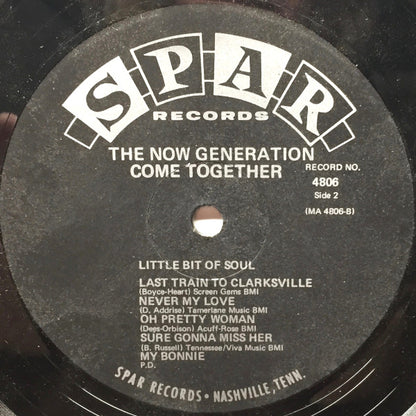 SPAR
RECORDS
THE NOW GENERATION
COME TOGETHER
RECORD NO.
4806
Side 2
(MA 4806-B)
LITTLE BIT OF SOUL
LAST TRAIN TO CLARKSVILLE
(Boyce-Heart) Screen Gems BMI
NEVER MY LOVE
(D. Addrise) Tamerlane Music BMI
OH PRETTY WOMAN
(Dees-Orbison) Acuff-Rose BMI
SURE GONNA MISS HER
(B. Russell) Tennessee/Viva Music BMI
MY BONNIE
P.D.
SPAR RECORDS • NASHVILLE, TENN.